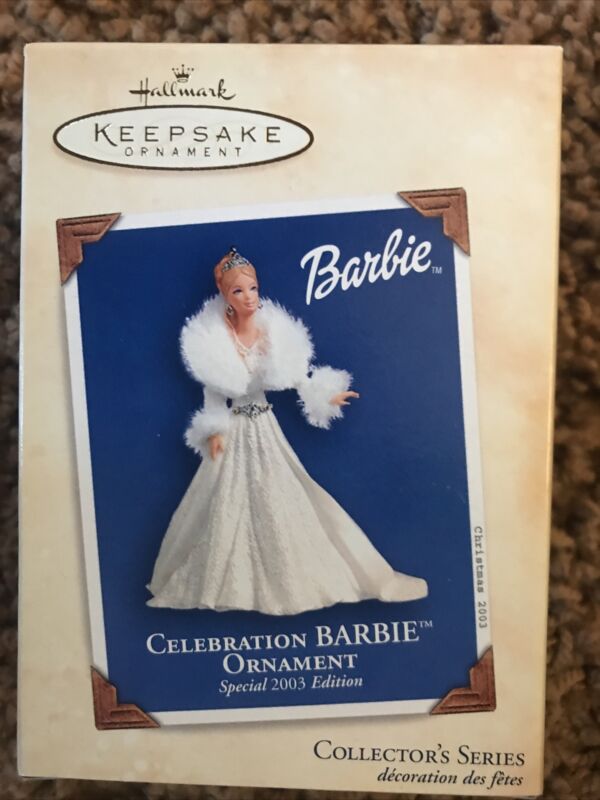 Hallmark
KEEPSAKE
ORNAMENT
Barbie™
Christmas 2003
CELEBRATION BARBIE™
ORNAMENT
Special 2003 Edition
COLLECTOR'S SERIES
décoration des fêtes